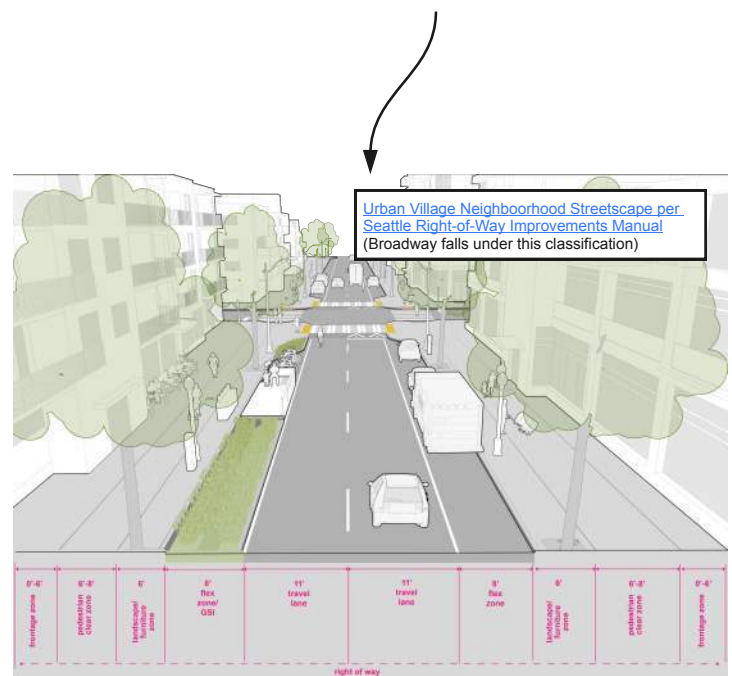 Urban Village Neighboorhood Streetscape per
Seattle Right-of-Way Improvements Manual
(Broadway falls under this classification)
0'-6'
frontage zone
6'-8'
pedestrian
clear zone
6'
landscape/
furniture
zone
8'
flex
zone/
GSI
11'
travel
lane
11'
travel
lane
8'
flex
zone
6'
landscape/
furniture
zone
6'-8'
pedestrian
clear zone
0'-6'
frontage zone
right of way